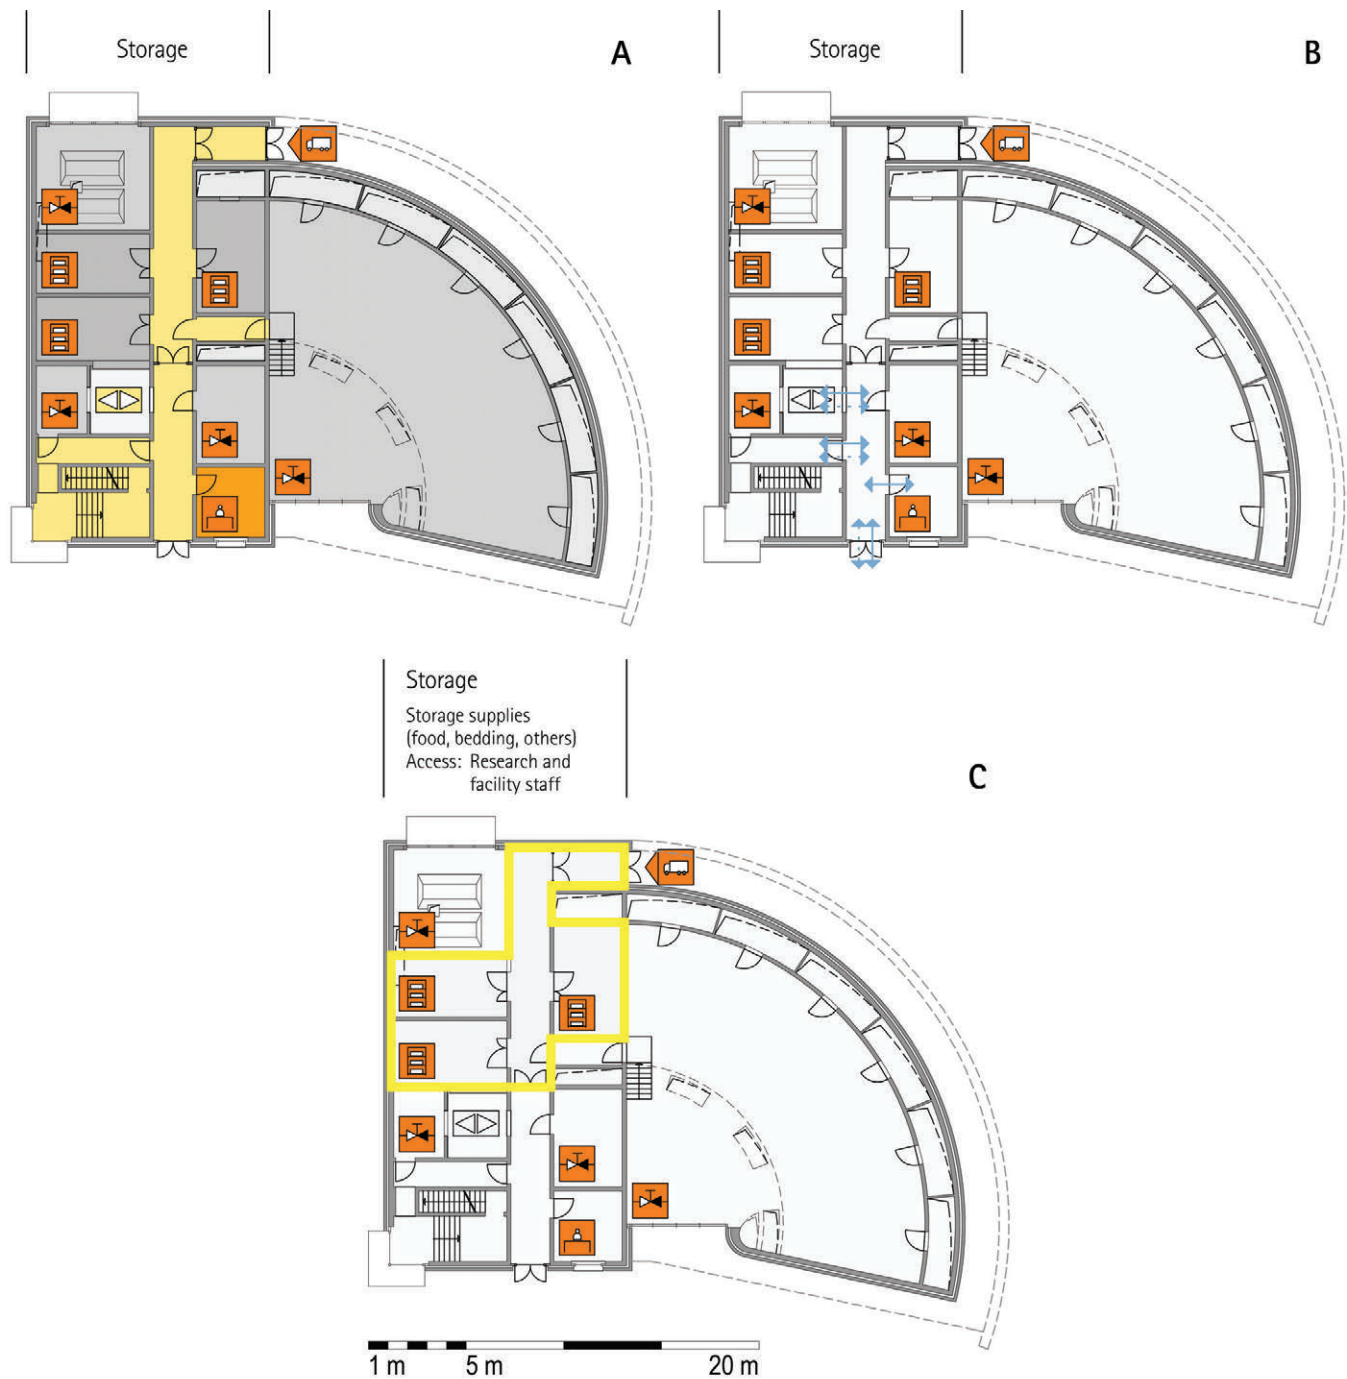 Storage
A
Storage
B
Storage
Storage supplies
(food, bedding, others)
Access: Research and
facility staff
C
1 m 5 m 20 m